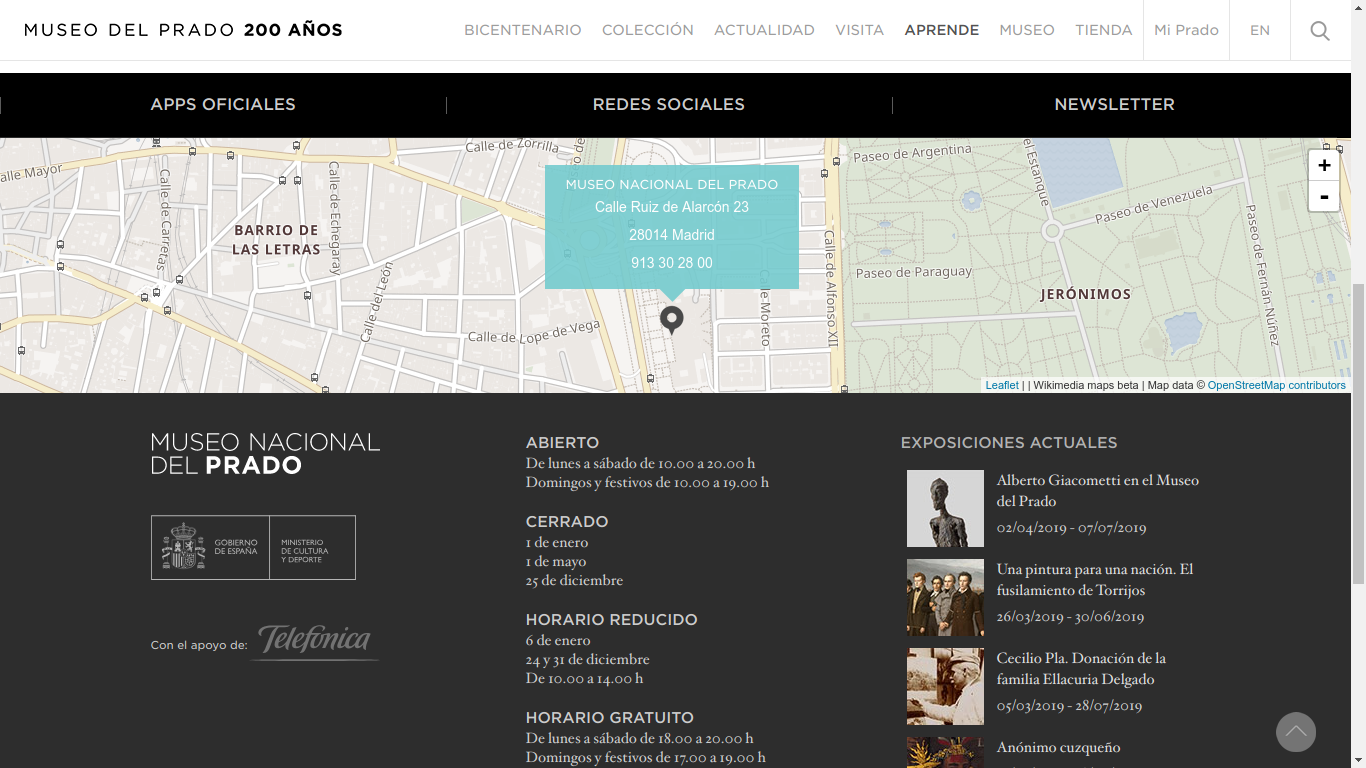 MUSEO DEL PRADO 200 AÑOS
BICENTENARIO
COLECCIÓN
ACTUALIDAD
VISITA
APRENDE
MUSEO
TIENDA
Mi Prado
EN
APPS OFICIALES
REDES SOCIALES
NEWSLETTER
Calle de Zorrilla
Calle de Carretas
Calle de Echegaray
BARRIO DE
LAS LETRAS
Calle del León
Calle de Lope de Vega
MUSEO NACIONAL DEL PRADO
Calle Ruiz de Alarcón 23
28014 Madrid
913 30 28 00
Moreto
Calle de Alfonso XII
Paseo de Argentina
el Estanque
Paseo de Venezuela
Paseo de Paraguay
Paseo de Fernán Núñez
JERÓNIMOS
+
-
Leaflet | | Wikimedia maps beta | Map data © OpenStreetMap contributors
MUSEO NACIONAL
DEL PRADO
GOBIERNO
DE ESPAÑA
MINISTERIO
DE CULTURA
Y DEPORTE
Con el apoyo de:
Telefónica
ABIERTO
De lunes a sábado de 10.00 a 20.00 h
Domingos y festivos de 10.00 a 19.00 h
CERRADO
1 de enero
1 de mayo
25 de diciembre
HORARIO REDUCIDO
6 de enero
24 y 31 de diciembre
De 10.00 a 14.00 h
HORARIO GRATUITO
De lunes a sábado de 18.00 a 20.00 h
Domingos y festivos de 17.00 a 19.00 h
EXPOSICIONES ACTUALES
Alberto Giacometti en el Museo
del Prado
02/04/2019 - 07/07/2019
Una pintura para una nación. El
fusilamiento de Torrijos
26/03/2019 - 30/06/2019
Cecilio Pla. Donación de la
familia Ellacuria Delgado
05/03/2019 - 28/07/2019
Anónimo cuzqueño